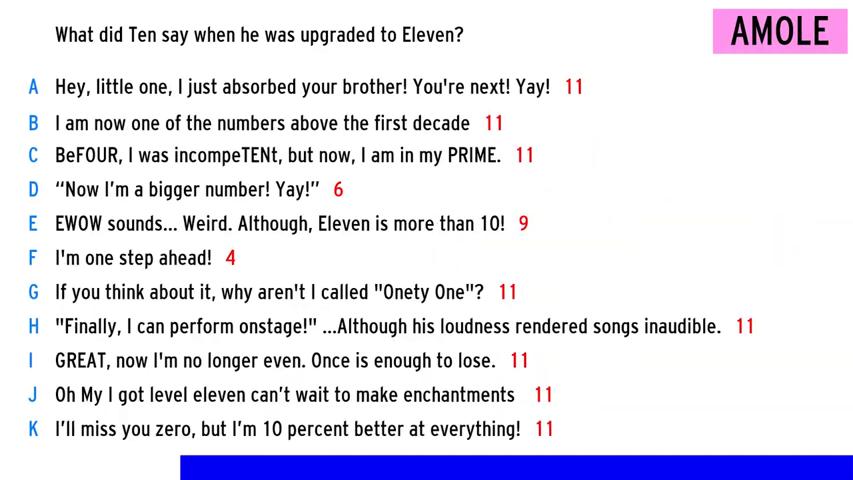 What did Ten say when he was upgraded to Eleven?
AMOLE
A Hey, little one, I just absorbed your brother! You're next! Yay! 11
B I am now one of the numbers above the first decade 11
C BeFOUR, I was incompeTENt, but now, I am in my PRIME. 11
D “Now I’m a bigger number! Yay!” 6
E EWOW sounds... Weird. Although, Eleven is more than 10! 9
F I'm one step ahead! 4
G If you think about it, why aren't I called "Onety One"? 11
H "Finally, I can perform onstage!" ...Although his loudness rendered songs inaudible. 11
I GREAT, now I'm no longer even. Once is enough to lose. 11
J Oh My I got level eleven can’t wait to make enchantments 11
K I’ll miss you zero, but I’m 10 percent better at everything! 11